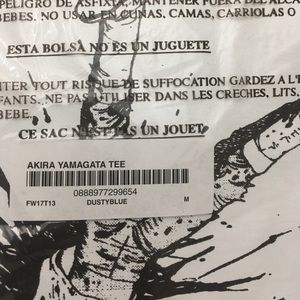 PELIGRO DE ASFIXIA, MANTENER FUERA DEL ALCA
BEBES. NO USAR EN CUNAS, CAMAS, CARRIOLAS O
ESTA BOLSA NO ES UN JUGUETE
ITER TOUT RISQUE DE SUFFOCATION GARDEZ A L'E
FANTS. NE PAS UTILISER DANS LES CRECHES, LITS,
BEBE.
CE SAC N'EST PAS UN JOUET
AKIRA YAMAGATA TEE
0888977299654
FW17T13 DUSTYBLUE M